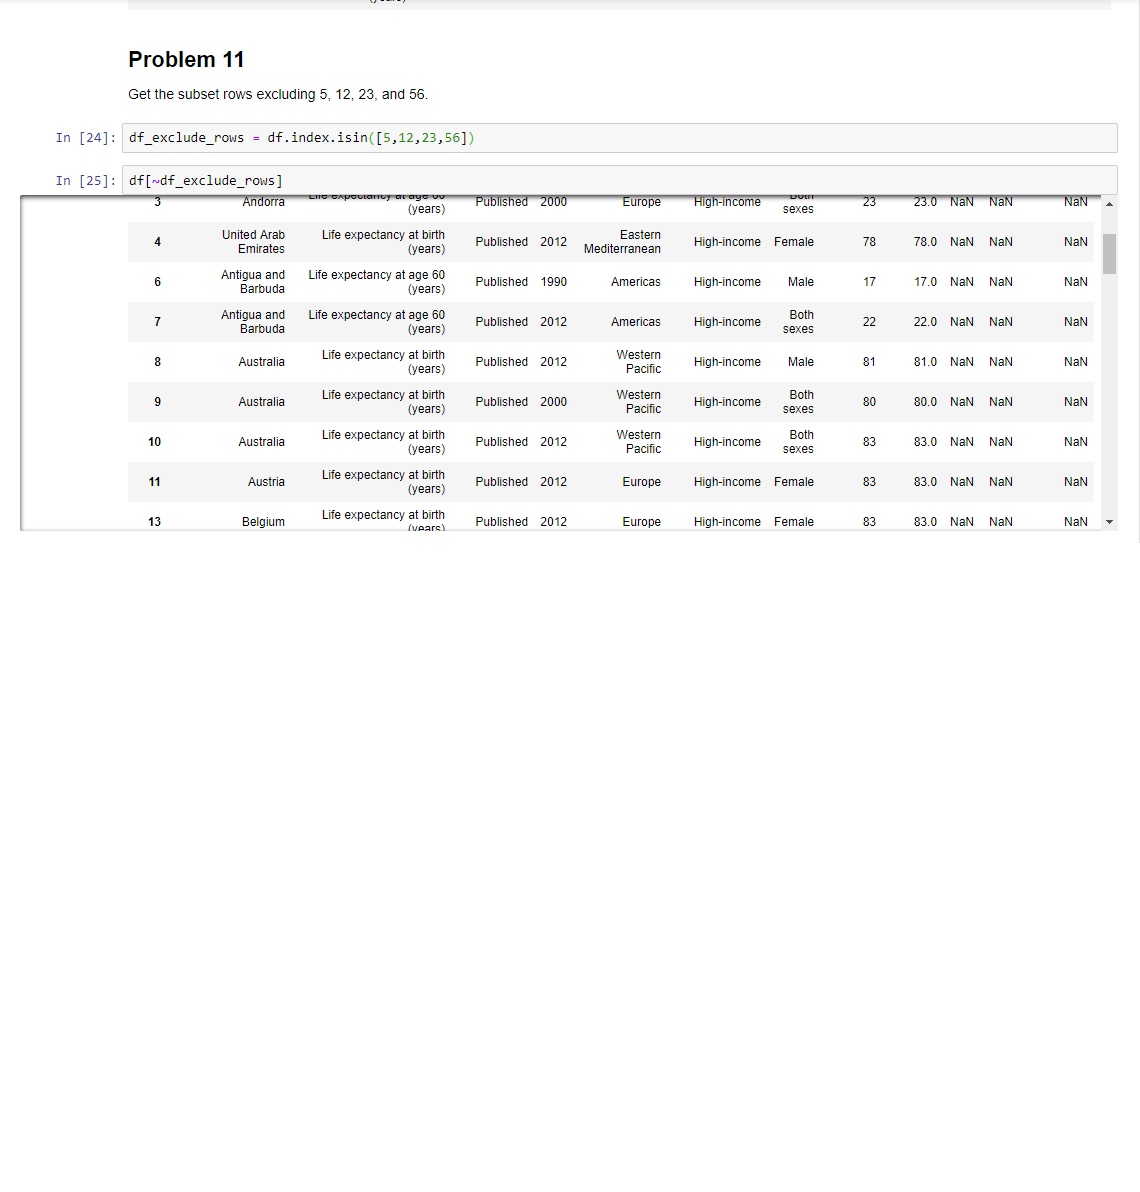 Problem 11
Get the subset rows excluding 5, 12, 23, and 56.
In [24]: df_exclude_rows = df.index.isin([5,12,23,56])
In [25]: df[~df_exclude_rows]
3 Andorra Life expectancy at age 60 (years) Published 2000 Europe High-income Both sexes 23 23.0 NaN NaN NaN
4 United Arab Emirates Life expectancy at birth (years) Published 2012 Eastern Mediterranean High-income Female 78 78.0 NaN NaN NaN
6 Antigua and Barbuda Life expectancy at age 60 (years) Published 1990 Americas High-income Male 17 17.0 NaN NaN NaN
7 Antigua and Barbuda Life expectancy at age 60 (years) Published 2012 Americas High-income Both sexes 22 22.0 NaN NaN NaN
8 Australia Life expectancy at birth (years) Published 2012 Western Pacific High-income Male 81 81.0 NaN NaN NaN
9 Australia Life expectancy at birth (years) Published 2000 Western Pacific High-income Both sexes 80 80.0 NaN NaN NaN
10 Australia Life expectancy at birth (years) Published 2012 Western Pacific High-income Both sexes 83 83.0 NaN NaN NaN
11 Austria Life expectancy at birth (years) Published 2012 Europe High-income Female 83 83.0 NaN NaN NaN
13 Belgium Life expectancy at birth (years) Published 2012 Europe High-income Female 83 83.0 NaN NaN NaN